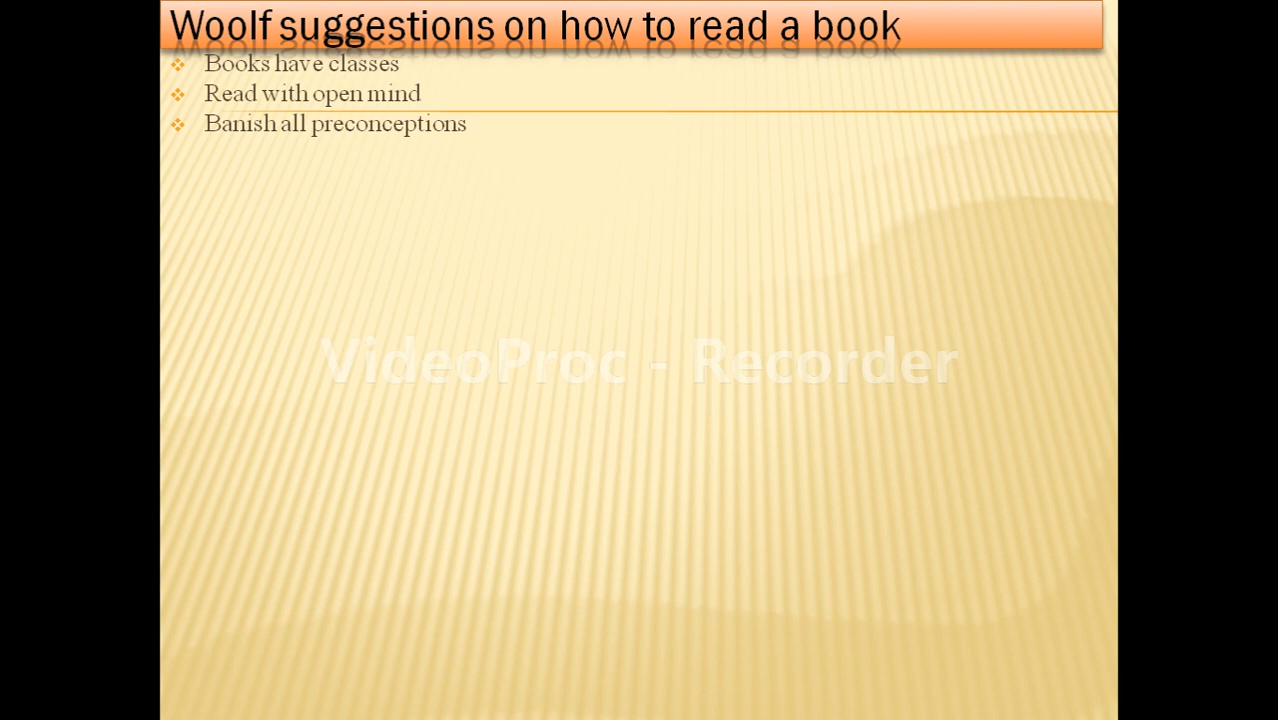 Woolf suggestions on how to read a book
Books have classes
Read with open mind
Banish all preconceptions
VideoProc - Recorder